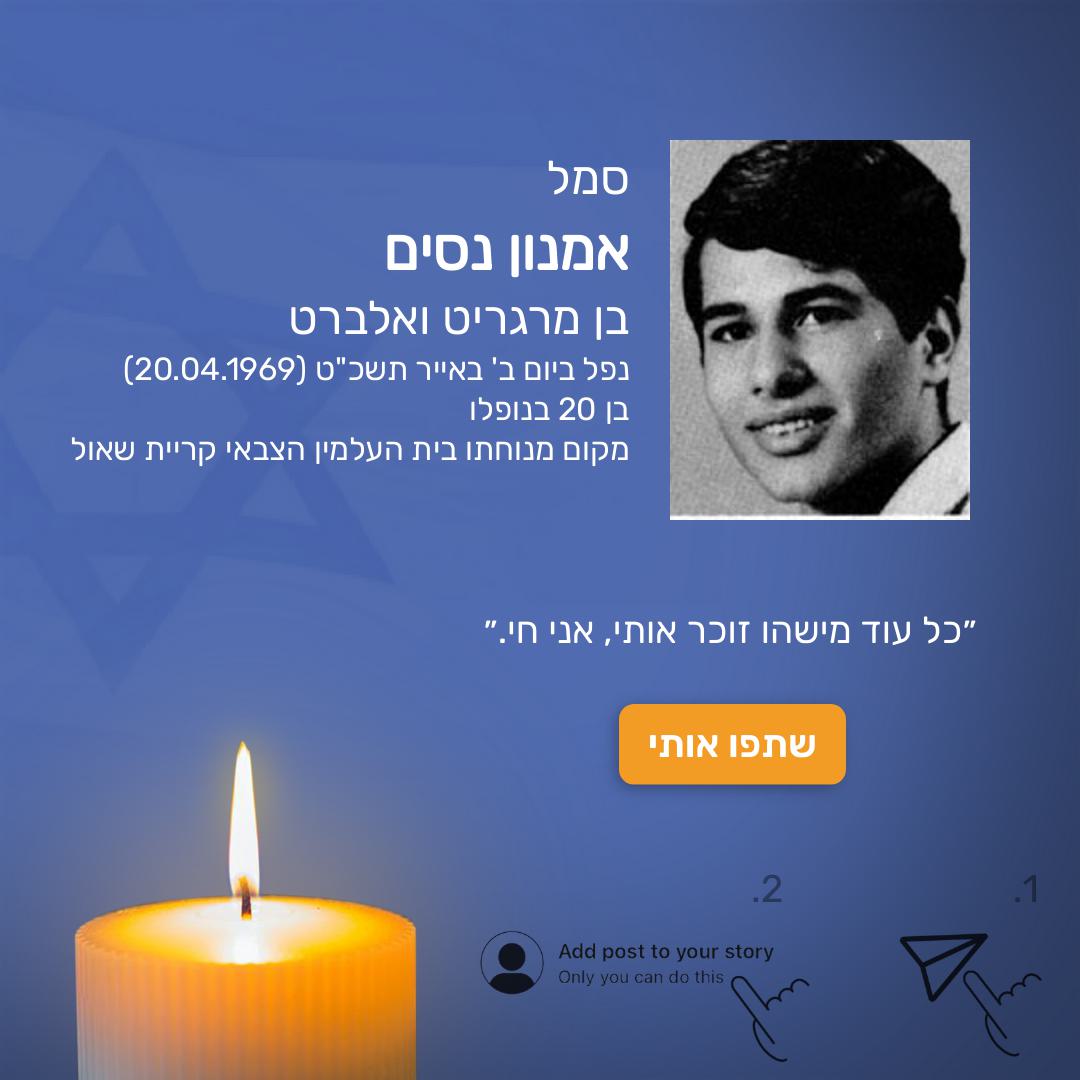 סמל
אמנון נסים
בן מרגריט ואלברט
נפל ביום ב' באייר תשכ"ט (20.04.1969)
בן 20 בנופלו
מקום מנוחתו בית העלמין הצבאי קריית שאול
״כל עוד מישהו זוכר אותי, אני חי.״
שתפו אותי
.1
.2
Add post to your story
Only you can do this